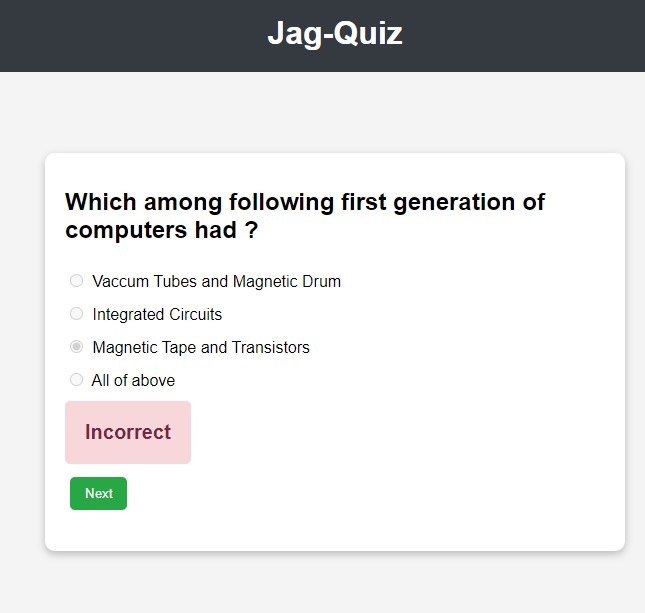 Jag-Quiz
Which among following first generation of
computers had ?
Vaccum Tubes and Magnetic Drum
Integrated Circuits
Magnetic Tape and Transistors
All of above
Incorrect
Next